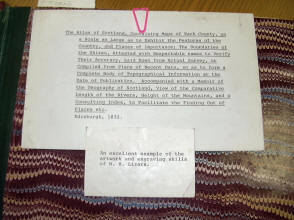 The Atlas of Scotland, Containing Maps of Each County, on
a Scale so Large as to Exhibit the Features of the
Country, and Places of Importance; The Boundaries of
the Shires, Attested with Respectable names to Verify
Their Accuracy, Laid Down from Actual Survey, or
Compiled from Plans of Recent Date, so as to form a
Complete Body of Topographical Information at the
Date of Publication. Accompanied with a Memoir of
the Geography of Scotland, View of the Comparative
Length of the Rivers, Height of the Mountains, and a
Consulting Index, to Facilitate the Finding Out of
Places etc.
Edinburgh, 1832.
An excellent example of the
artwork and engraving skills
of W. H. Lizars.